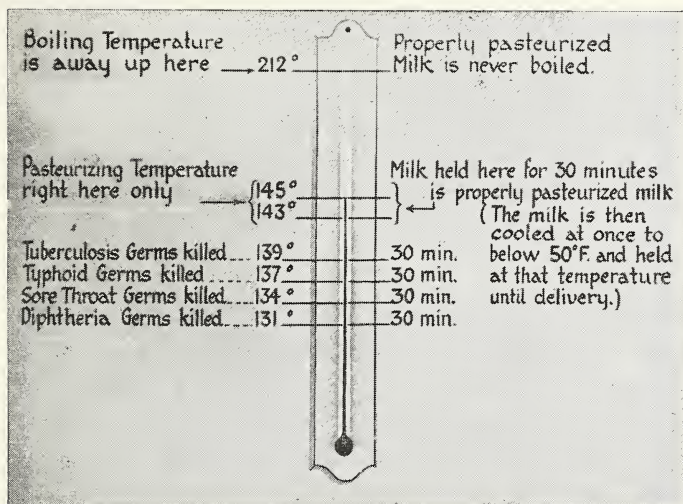 Boiling Temperature
is away up here 212°
Properly pasteurized
Milk is never boiled.
Pasteurizing Temperature
right here only
145°
143°
Milk held here for 30 minutes
is properly pasteurized milk
(The milk is then
cooled at once to
below 50°F. and held
at that temperature
until delivery.)
Tuberculosis Germs killed 139° 30 min.
Typhoid Germs killed 137° 30 min.
Sore Throat Germs killed 134° 30 min.
Diphtheria Germs killed 131° 30 min.